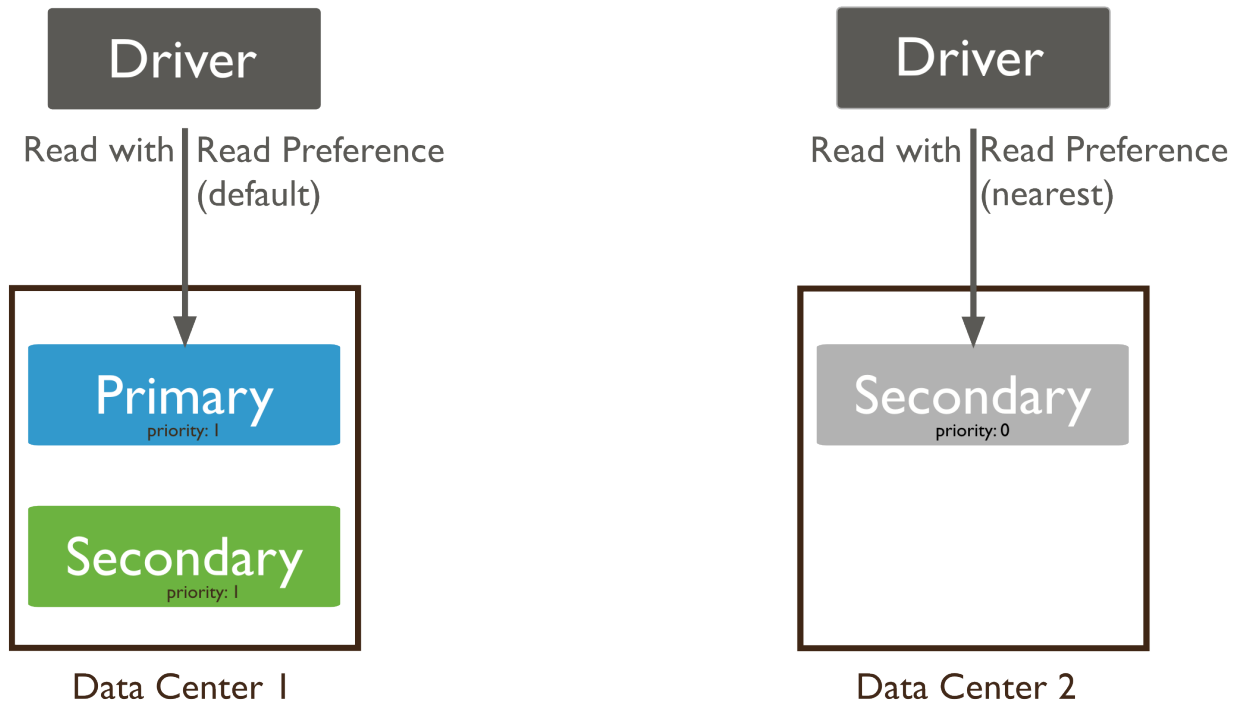 Driver
Read with Read Preference
(default)
Primary
priority: 1
Secondary
priority: 1
Data Center 1
Driver
Read with Read Preference
(nearest)
Secondary
priority: 0
Data Center 2